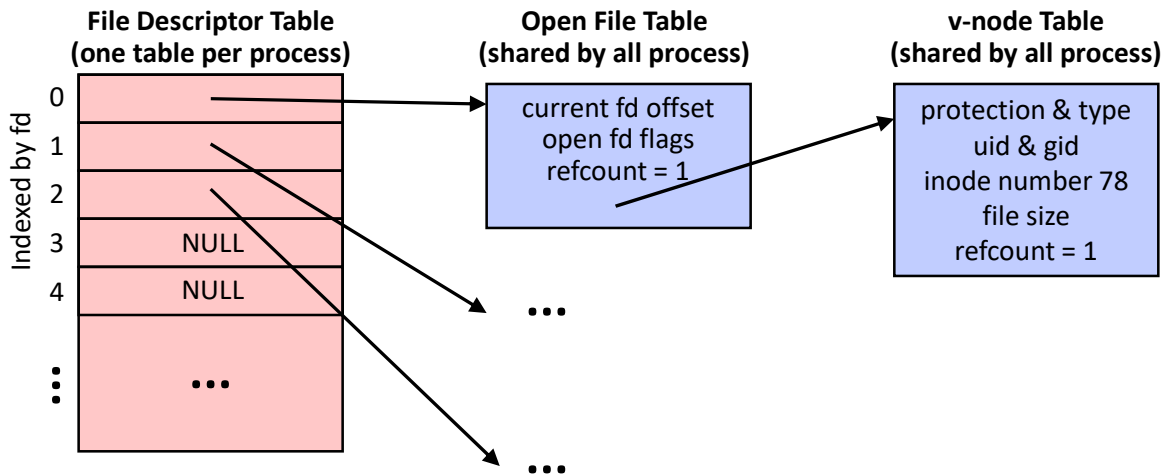 File Descriptor Table
(one table per process)
Open File Table
(shared by all process)
v-node Table
(shared by all process)
Indexed by fd
0
1
2
3
4
...
NULL
NULL
...
current fd offset
open fd flags
refcount = 1
...
...
protection & type
uid & gid
inode number 78
file size
refcount = 1